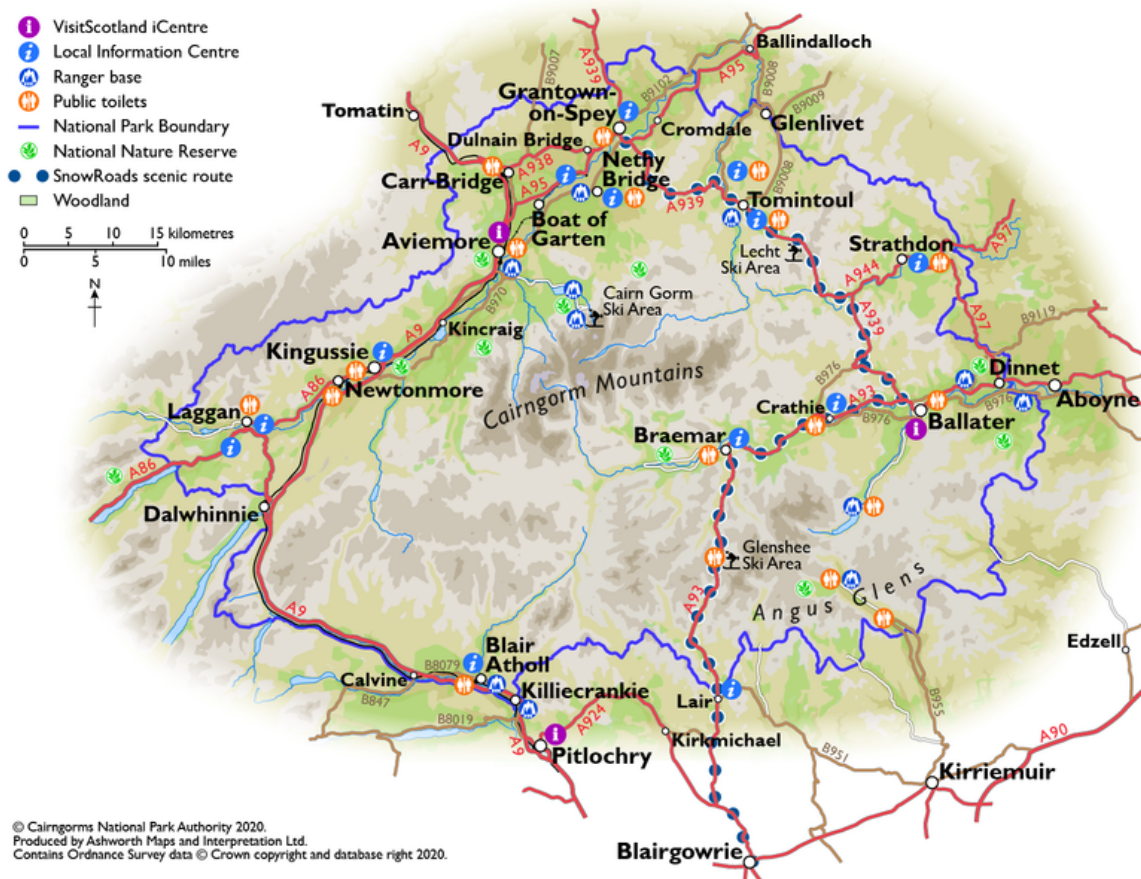 VisitScotland iCentre
Local Information Centre
Ranger base
Public toilets
National Park Boundary
National Nature Reserve
SnowRoads scenic route
Woodland
0 5 10 15 kilometres
0 5 10 miles
N
Ballindalloch
B9007
A939
B9102
A95
B9008
B9009
Grantown-
on-Spey
Tomatin
Cromdale
Glenlivet
Dulnain Bridge
A9
A938
Nethy
Bridge
Carr-Bridge
A95
B9008
A939
Tomintoul
Boat of
Garten
Aviemore
Strathdon
A97
Lecht
Ski Area
A944
B970
Cairn Gorm
Ski Area
A939
A97
A9
Kincraig
B9119
Kingussie
Cairngorm Mountains
Dinnet
A86
Newtonmore
B976
A93
B976
Aboyne
Laggan
Crathie
B976
Ballater
Braemar
A86
Dalwhinnie
Glenshee
Ski Area
A93
Angus Glens
A9
Edzell
Blair
Atholl
B8079
Calvine
Killiecrankie
B847
Lair
B955
B8019
A924
A9
Kirkmichael
A90
Pitlochry
B951
Kirriemuir
Blairgowrie
© Cairngorms National Park Authority 2020.
Produced by Ashworth Maps and Interpretation Ltd.
Contains Ordnance Survey data © Crown copyright and database right 2020.